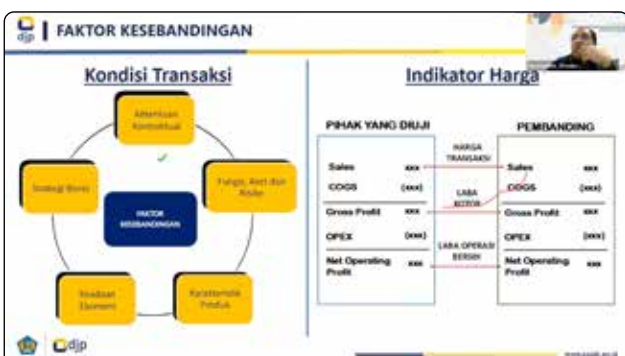 djp
FAKTOR KESEBANDINGAN
Kondisi Transaksi
Ketentuan
Kontraktual
Strategi Bisnis
Fungsi, Aset dan
Risiko
FAKTOR
KESEBANDINGAN
Keadaan
Ekonomi
Karakteristik
Produk
Indikator Harga
PIHAK YANG DIUJI
PEMBANDING
HARGA
TRANSAKSI
Sales xxx
Sales xxx
COGS (xxx)
LABA
KOTOR
COGS (xxx)
Gross Profit xxx
Gross Profit xxx
OPEX (xxx)
OPEX (xxx)
LABA OPERASI
BERSIH
Net Operating xxx
Profit
Net Operating xxx
Profit
djp